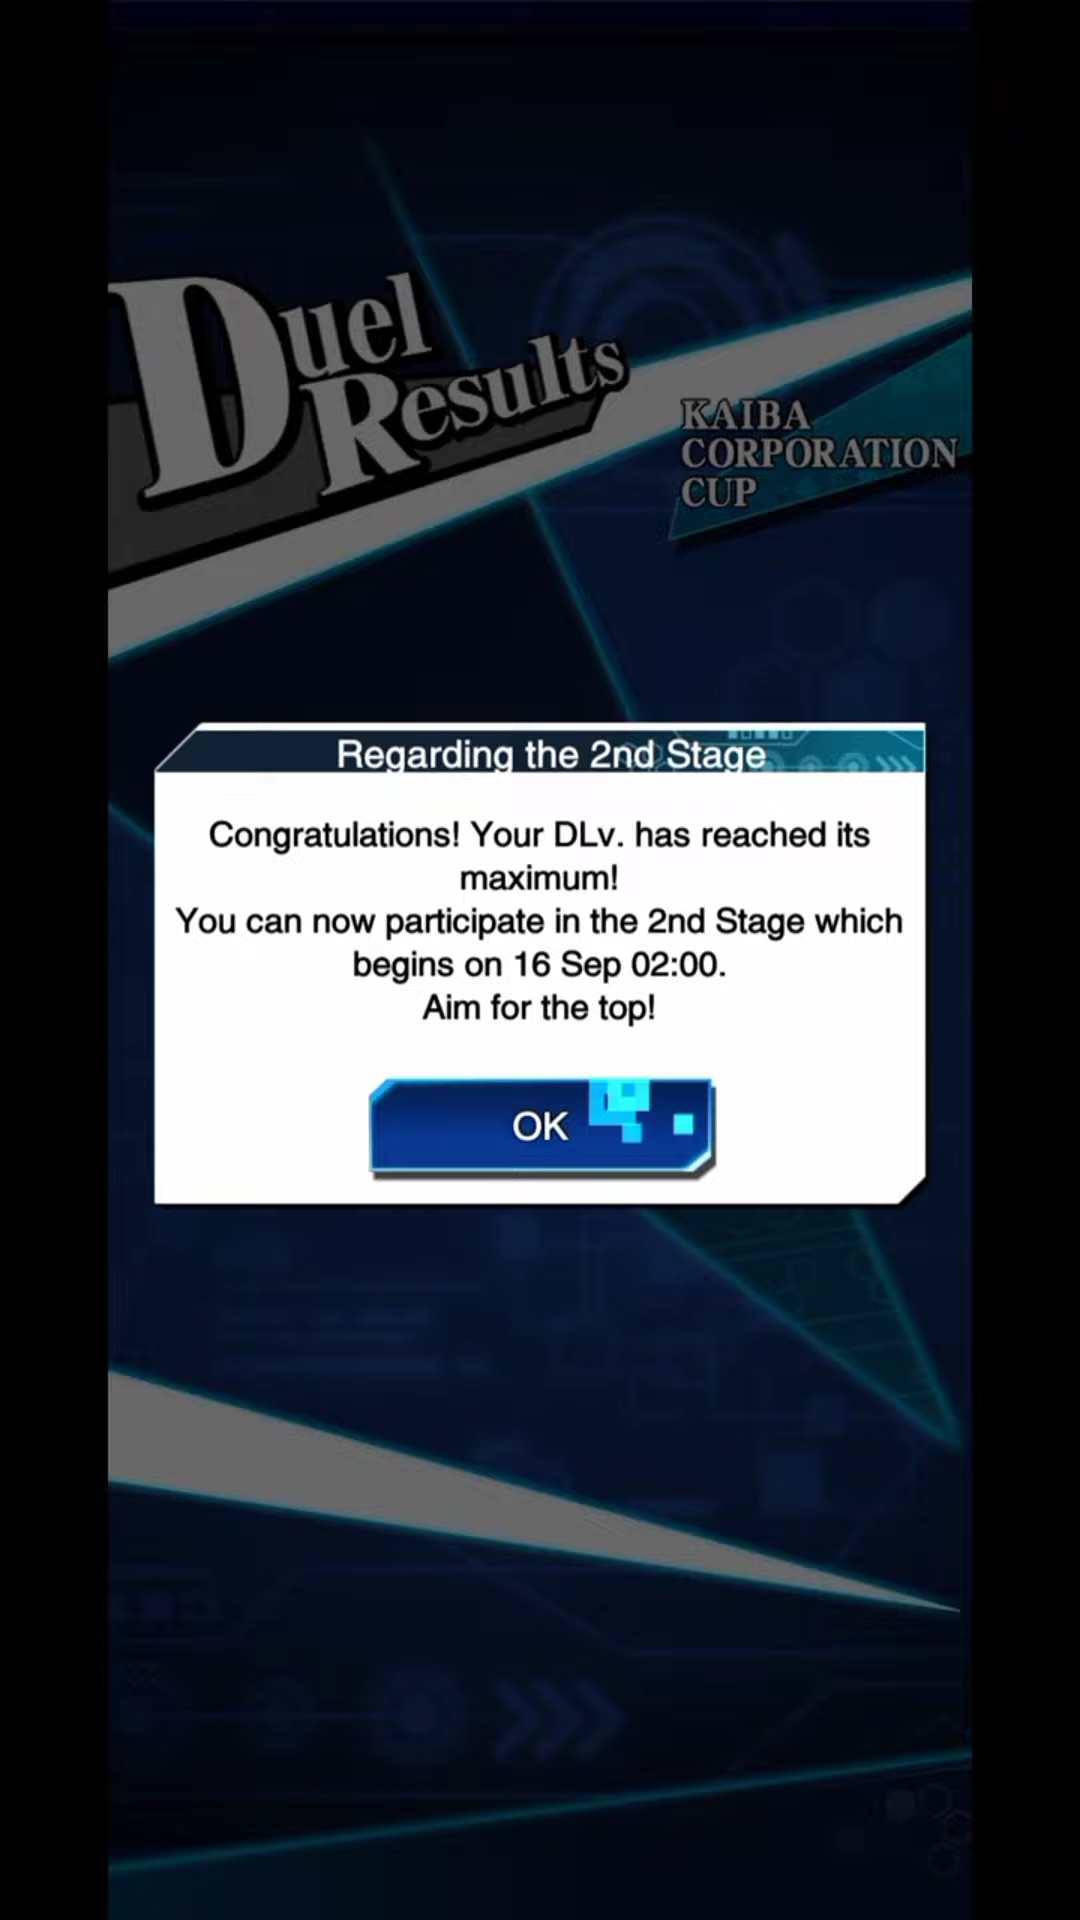 Duel
Results
KAIBA
CORPORATION
CUP
Regarding the 2nd Stage
Congratulations! Your DLv. has reached its
maximum!
You can now participate in the 2nd Stage which
begins on 16 Sep 02:00.
Aim for the top!
OK